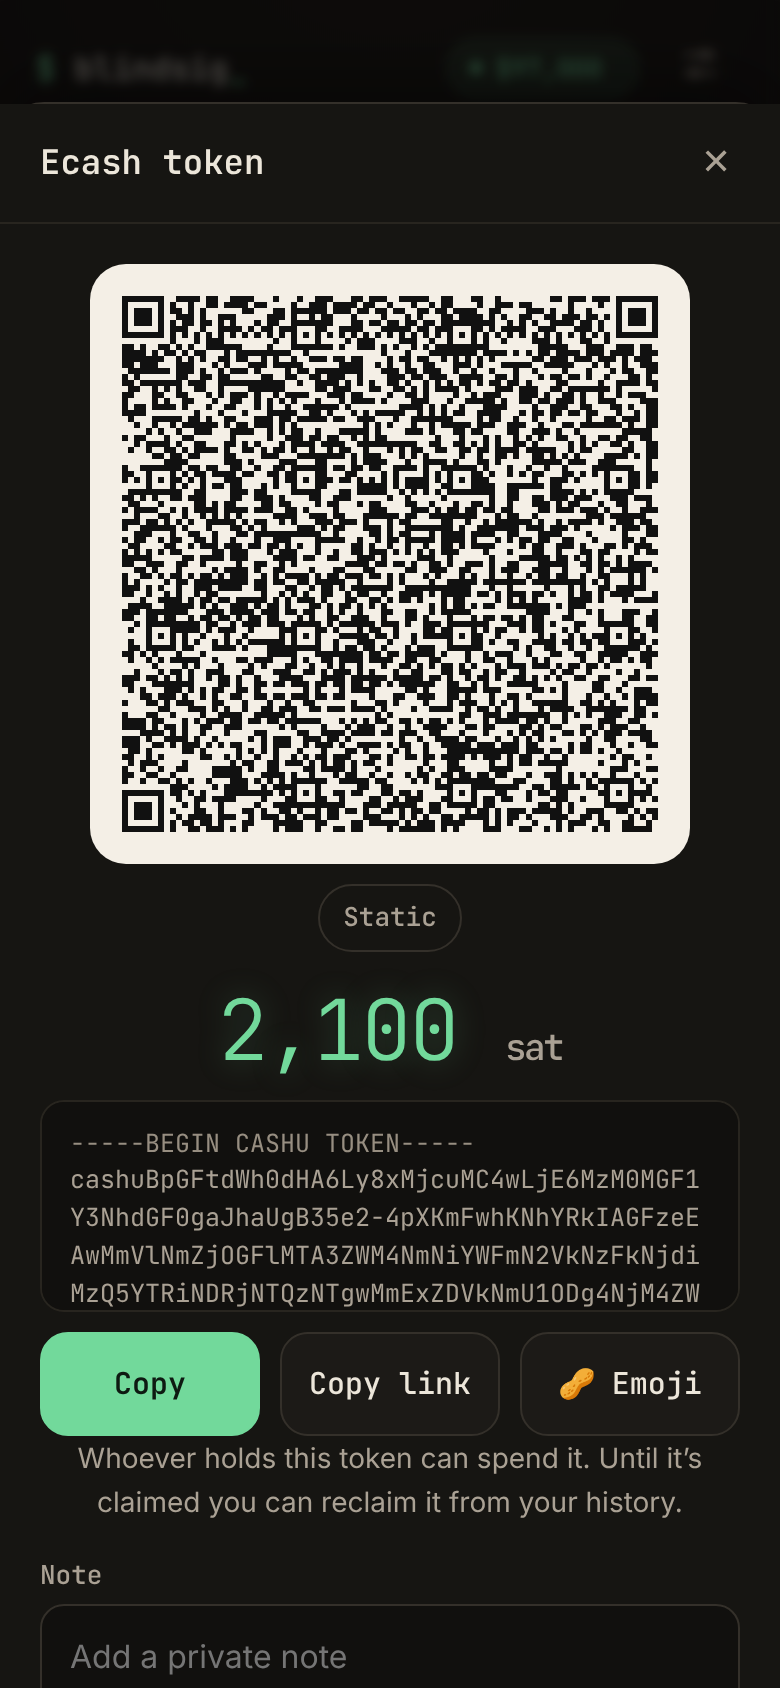 blindsig_
Ecash token
Static
2,100 sat
-----BEGIN CASHU TOKEN-----
cashuBpGFtdWh0dHA6Ly8xMjcuMC4wLjE6MzM0MGF1
Y3NhdGF0gaJhaUgB35e2-4pXKmFwhKNhYRkIAGFzeE
AwMmVlNmZjOGFlMTA3ZWM4NmNiYWFmN2VkNzFkNjdi
MzQ5YTRiNDRjNTQzNTgwMmExZDVkNmU1ODg4NjM4ZW
Copy
Copy link
🥜 Emoji
Whoever holds this token can spend it. Until it’s
claimed you can reclaim it from your history.
Note
Add a private note